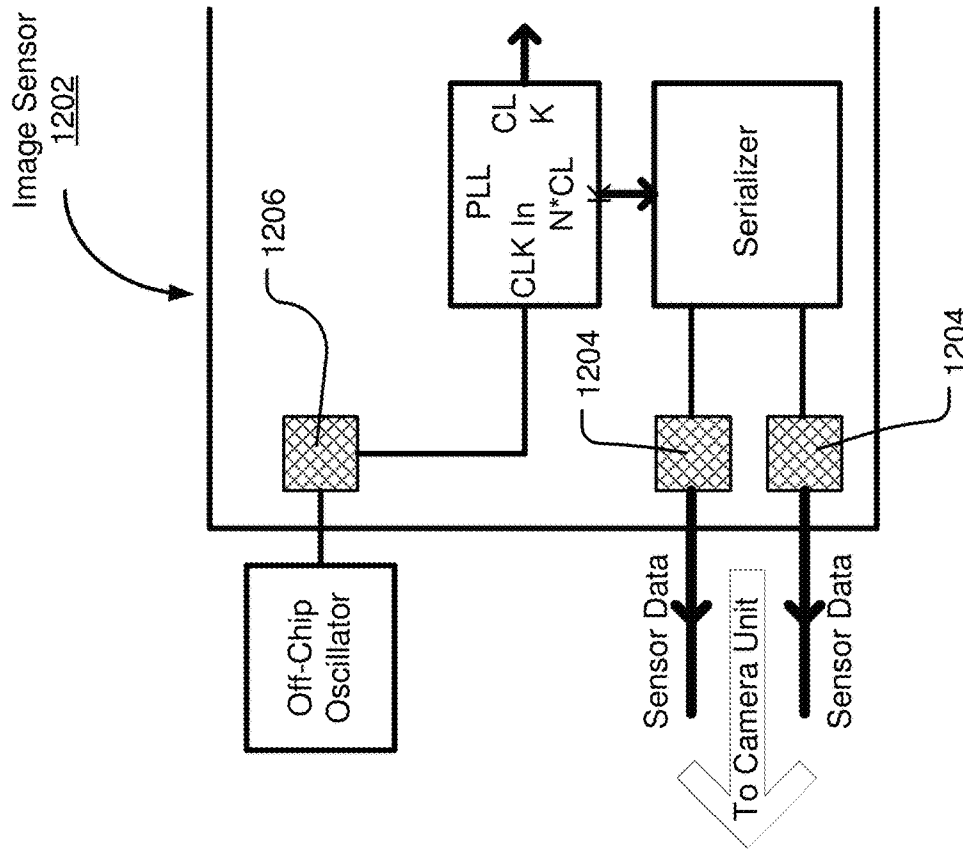 Image Sensor
1202
1206
Off-Chip
Oscillator
PLL
CLK In
CL
K
N*CL
K
Serializer
1204
1204
Sensor Data
To Camera Unit
Sensor Data